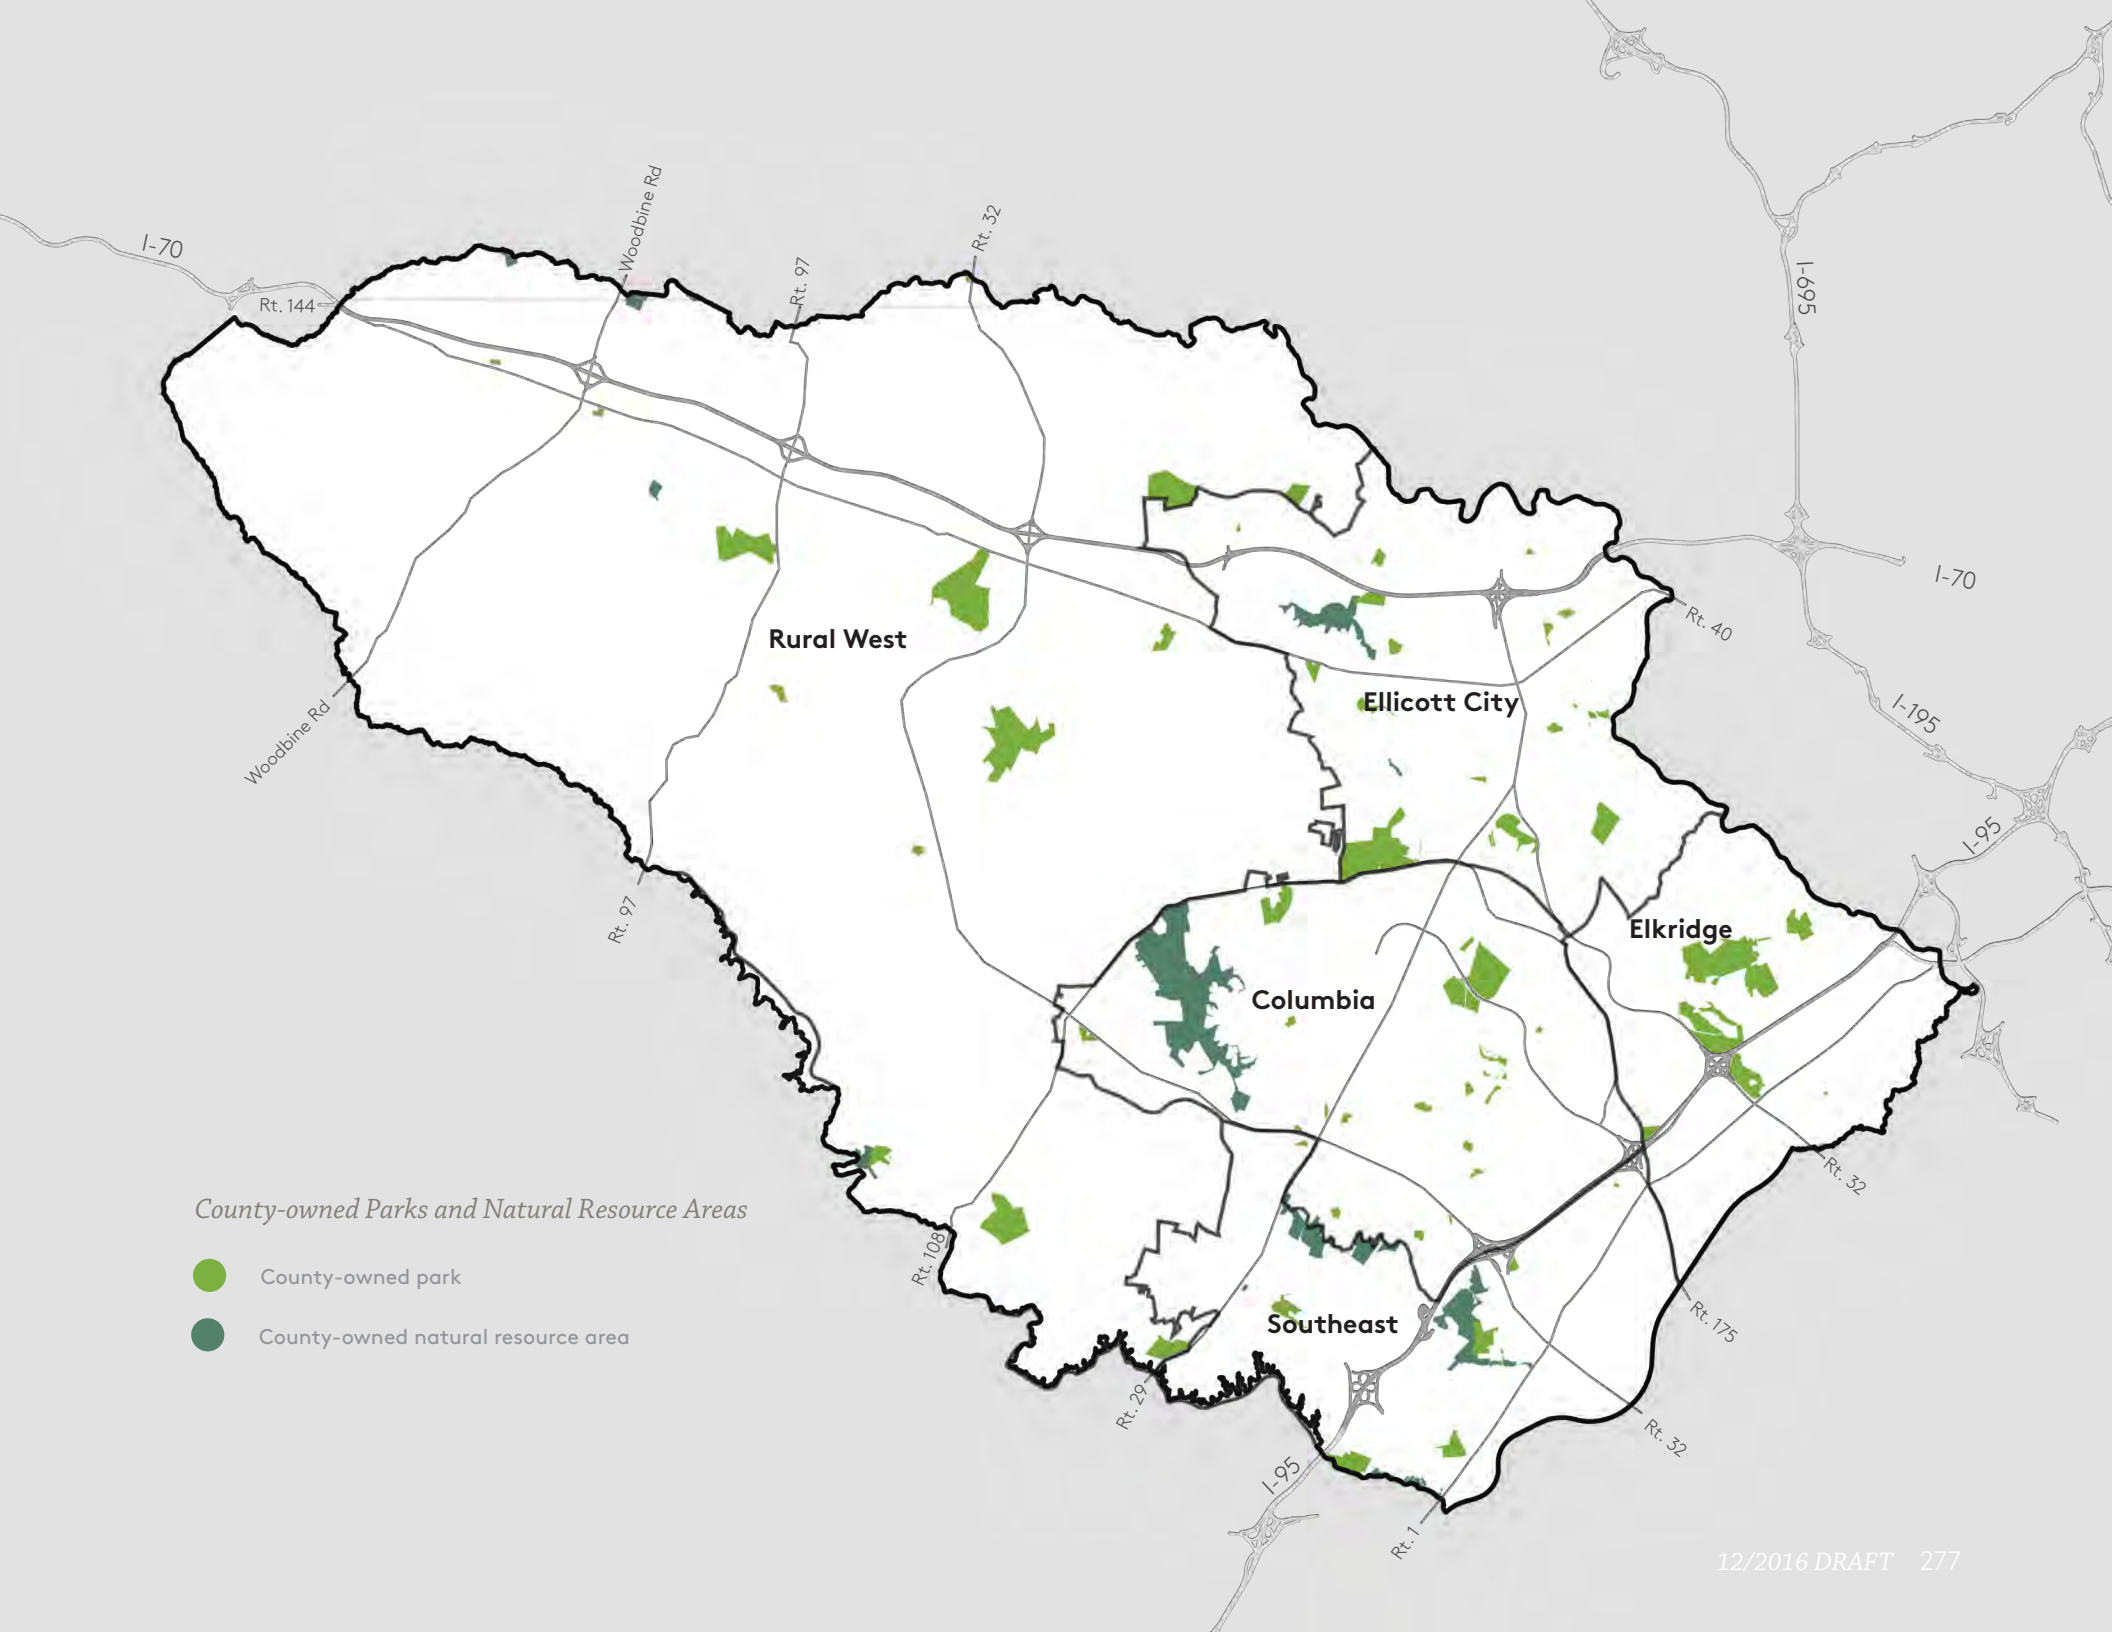 Woodbine Rd
Rt. 32
I-70
Rt. 97
Rt. 144
I-695
I-70
Rt. 40
Rural West
Ellicott City
I-195
Woodbine Rd
I-95
Rt. 97
Elkridge
Columbia
Rt. 32
County-owned Parks and Natural Resource Areas
Rt. 108
County-owned park
Rt. 175
Southeast
County-owned natural resource area
Rt. 29
Rt. 32
I-95
Rt. 1
12/2016 DRAFT 277